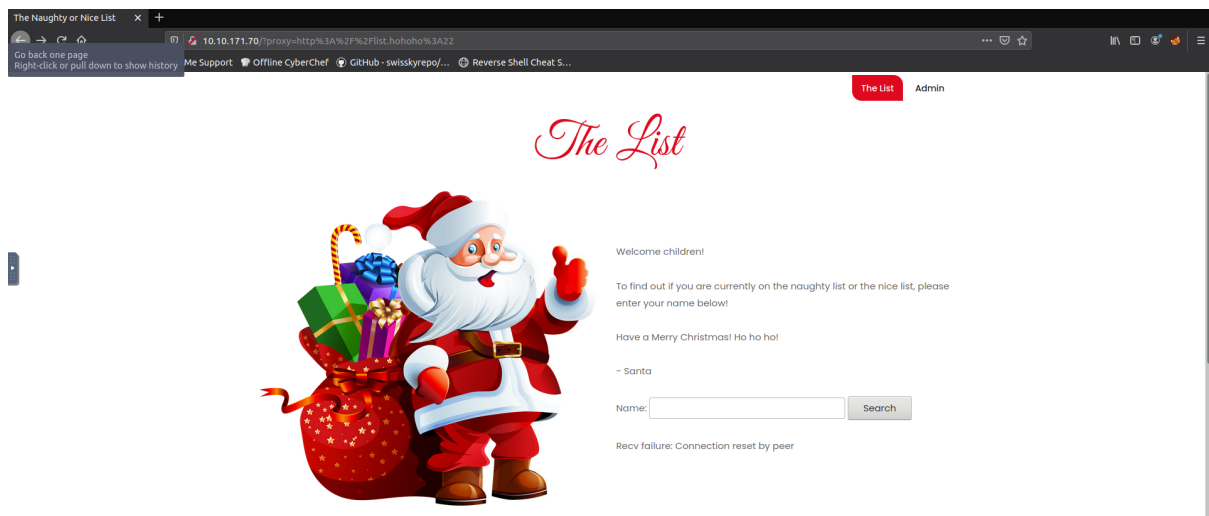 The Naughty or Nice List × +
10.10.171.70/?proxy=http%3A%2F%2Flist.hohoho%3A22
Go back one page
Right-click or pull down to show history
Me Support Offline CyberChef GitHub - swisskyrepo/... Reverse Shell Cheat S...
The List Admin
The List
Welcome children!
To find out if you are currently on the naughty list or the nice list, please
enter your name below!
Have a Merry Christmas! Ho ho ho!
- Santa
Name: Search
Recv failure: Connection reset by peer